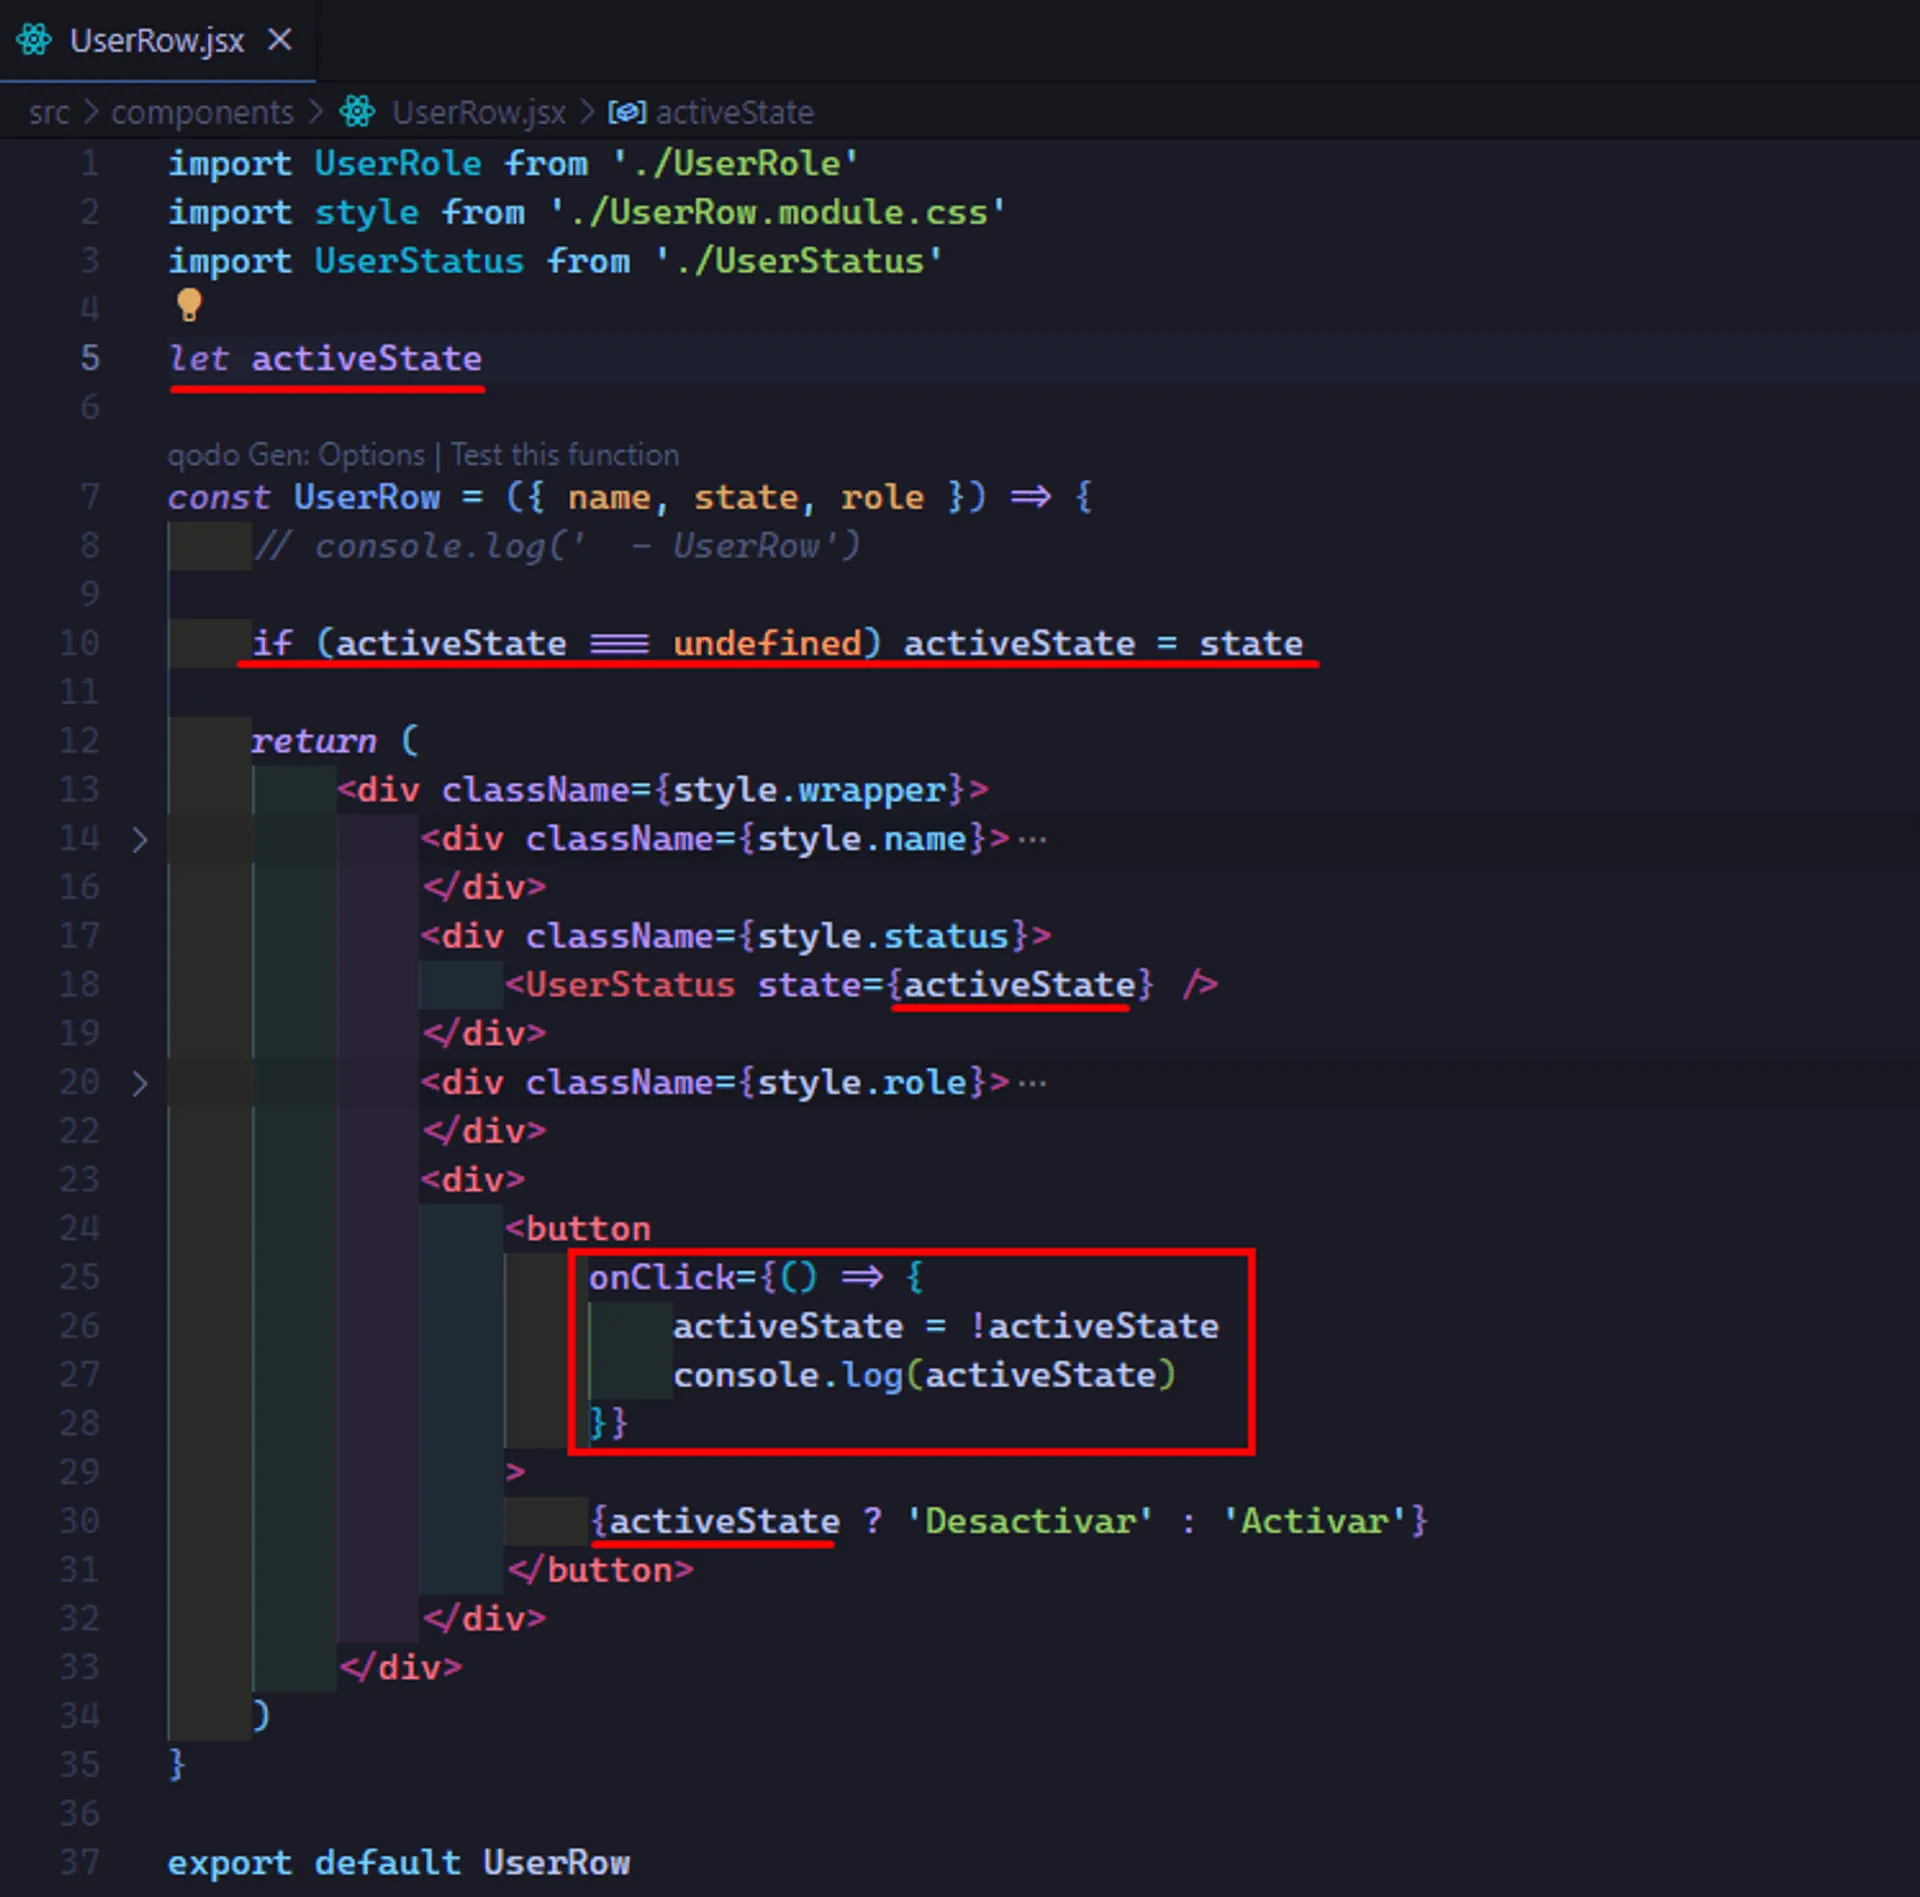 UserRow.jsx
src > components > UserRow.jsx > activeState
1 import UserRole from './UserRole'
2 import style from './UserRow.module.css'
3 import UserStatus from './UserStatus'
4
5 let activeState
6
qodo Gen: Options | Test this function
7 const UserRow = ({ name, state, role }) => {
8 // console.log('  - UserRow')
9
10 if (activeState === undefined) activeState = state
11
12 return (
13 <div className={style.wrapper}>
14 <div className={style.name}>···
16 </div>
17 <div className={style.status}>
18 <UserStatus state={activeState} />
19 </div>
20 <div className={style.role}>···
22 </div>
23 <div>
24 <button
25 onClick={() => {
26 activeState = !activeState
27 console.log(activeState)
28 }}
29 >
30 {activeState ? 'Desactivar' : 'Activar'}
31 </button>
32 </div>
33 </div>
34 )
35 }
36
37 export default UserRow